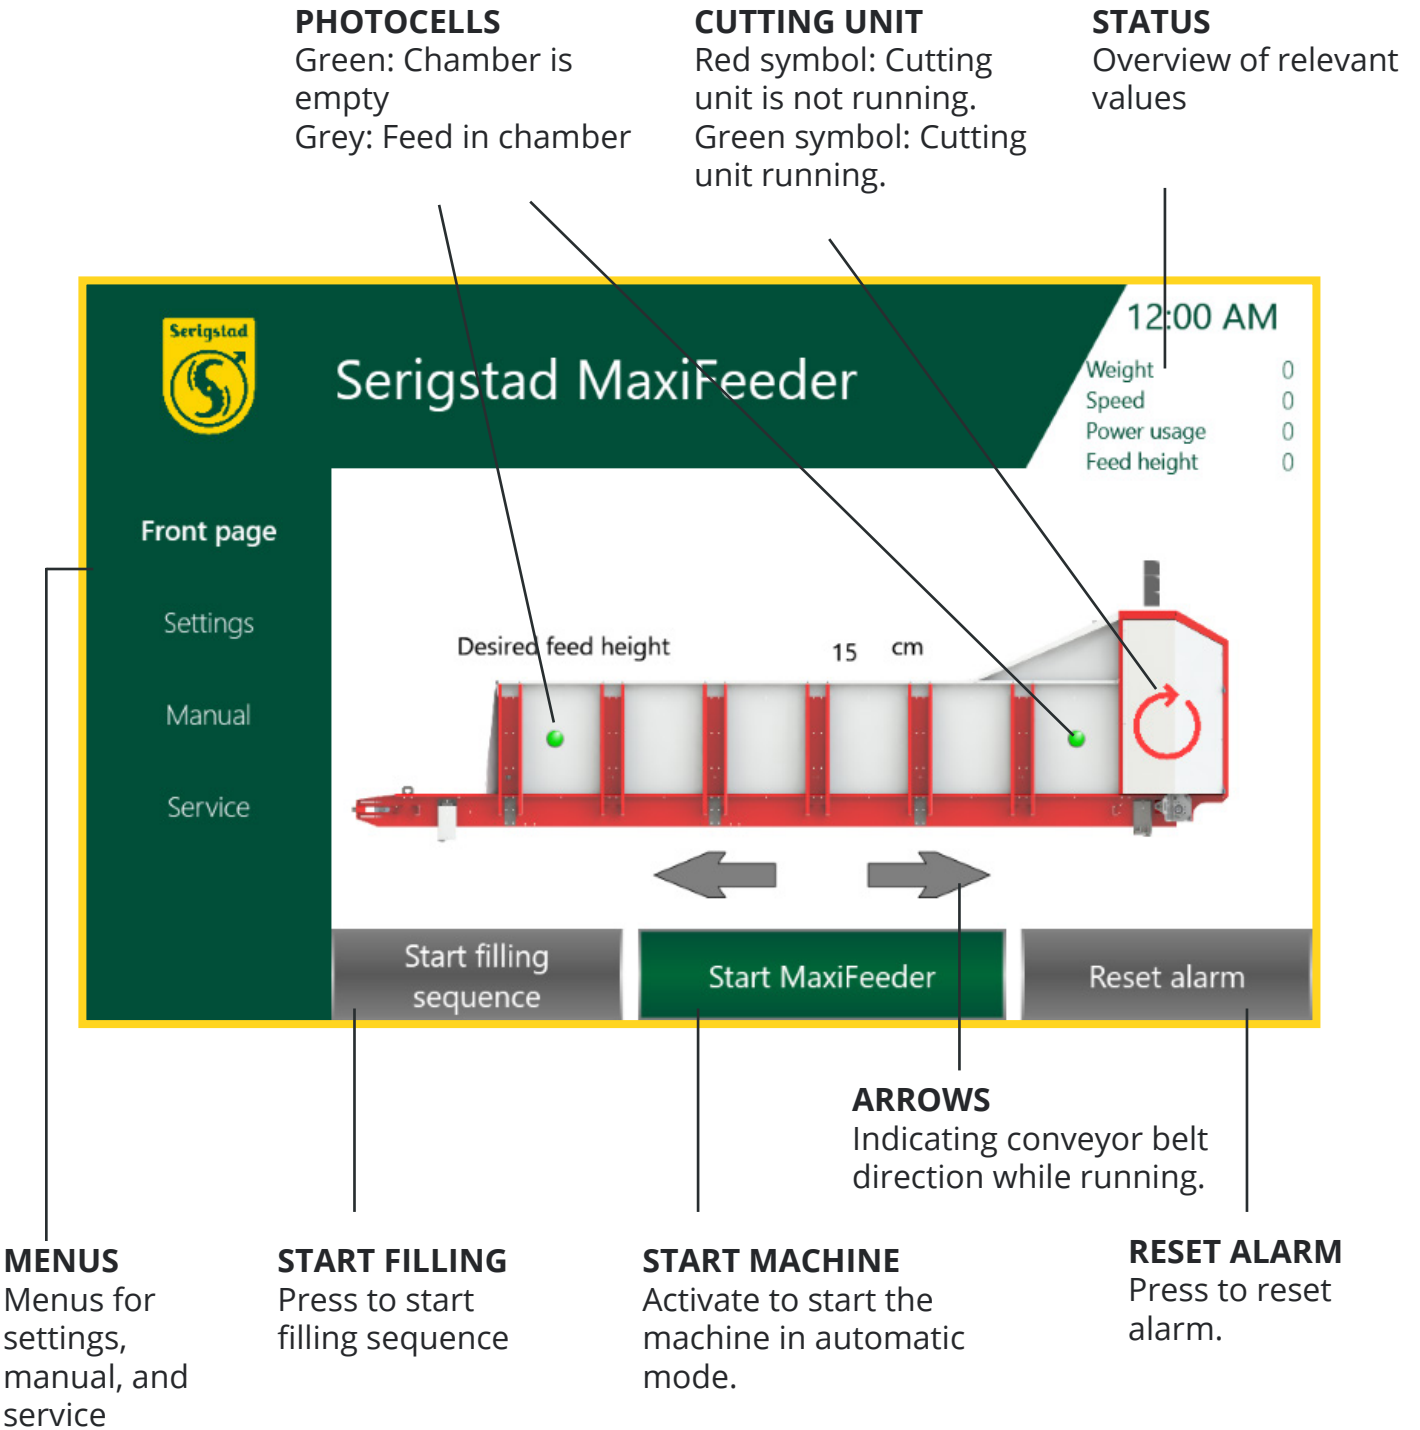 PHOTOCELLS
Green: Chamber is
empty
Grey: Feed in chamber
CUTTING UNIT
Red symbol: Cutting
unit is not running.
Green symbol: Cutting
unit running.
STATUS
Overview of relevant
values
Serigstad
Serigstad MaxiFeeder
12:00 AM
Weight 0
Speed 0
Power usage 0
Feed height 0
Front page
Settings
Manual
Service
Desired feed height 15 cm
Start filling
sequence
Start MaxiFeeder
Reset alarm
ARROWS
Indicating conveyor belt
direction while running.
MENUS
Menus for
settings,
manual, and
service
START FILLING
Press to start
filling sequence
START MACHINE
Activate to start the
machine in automatic
mode.
RESET ALARM
Press to reset
alarm.